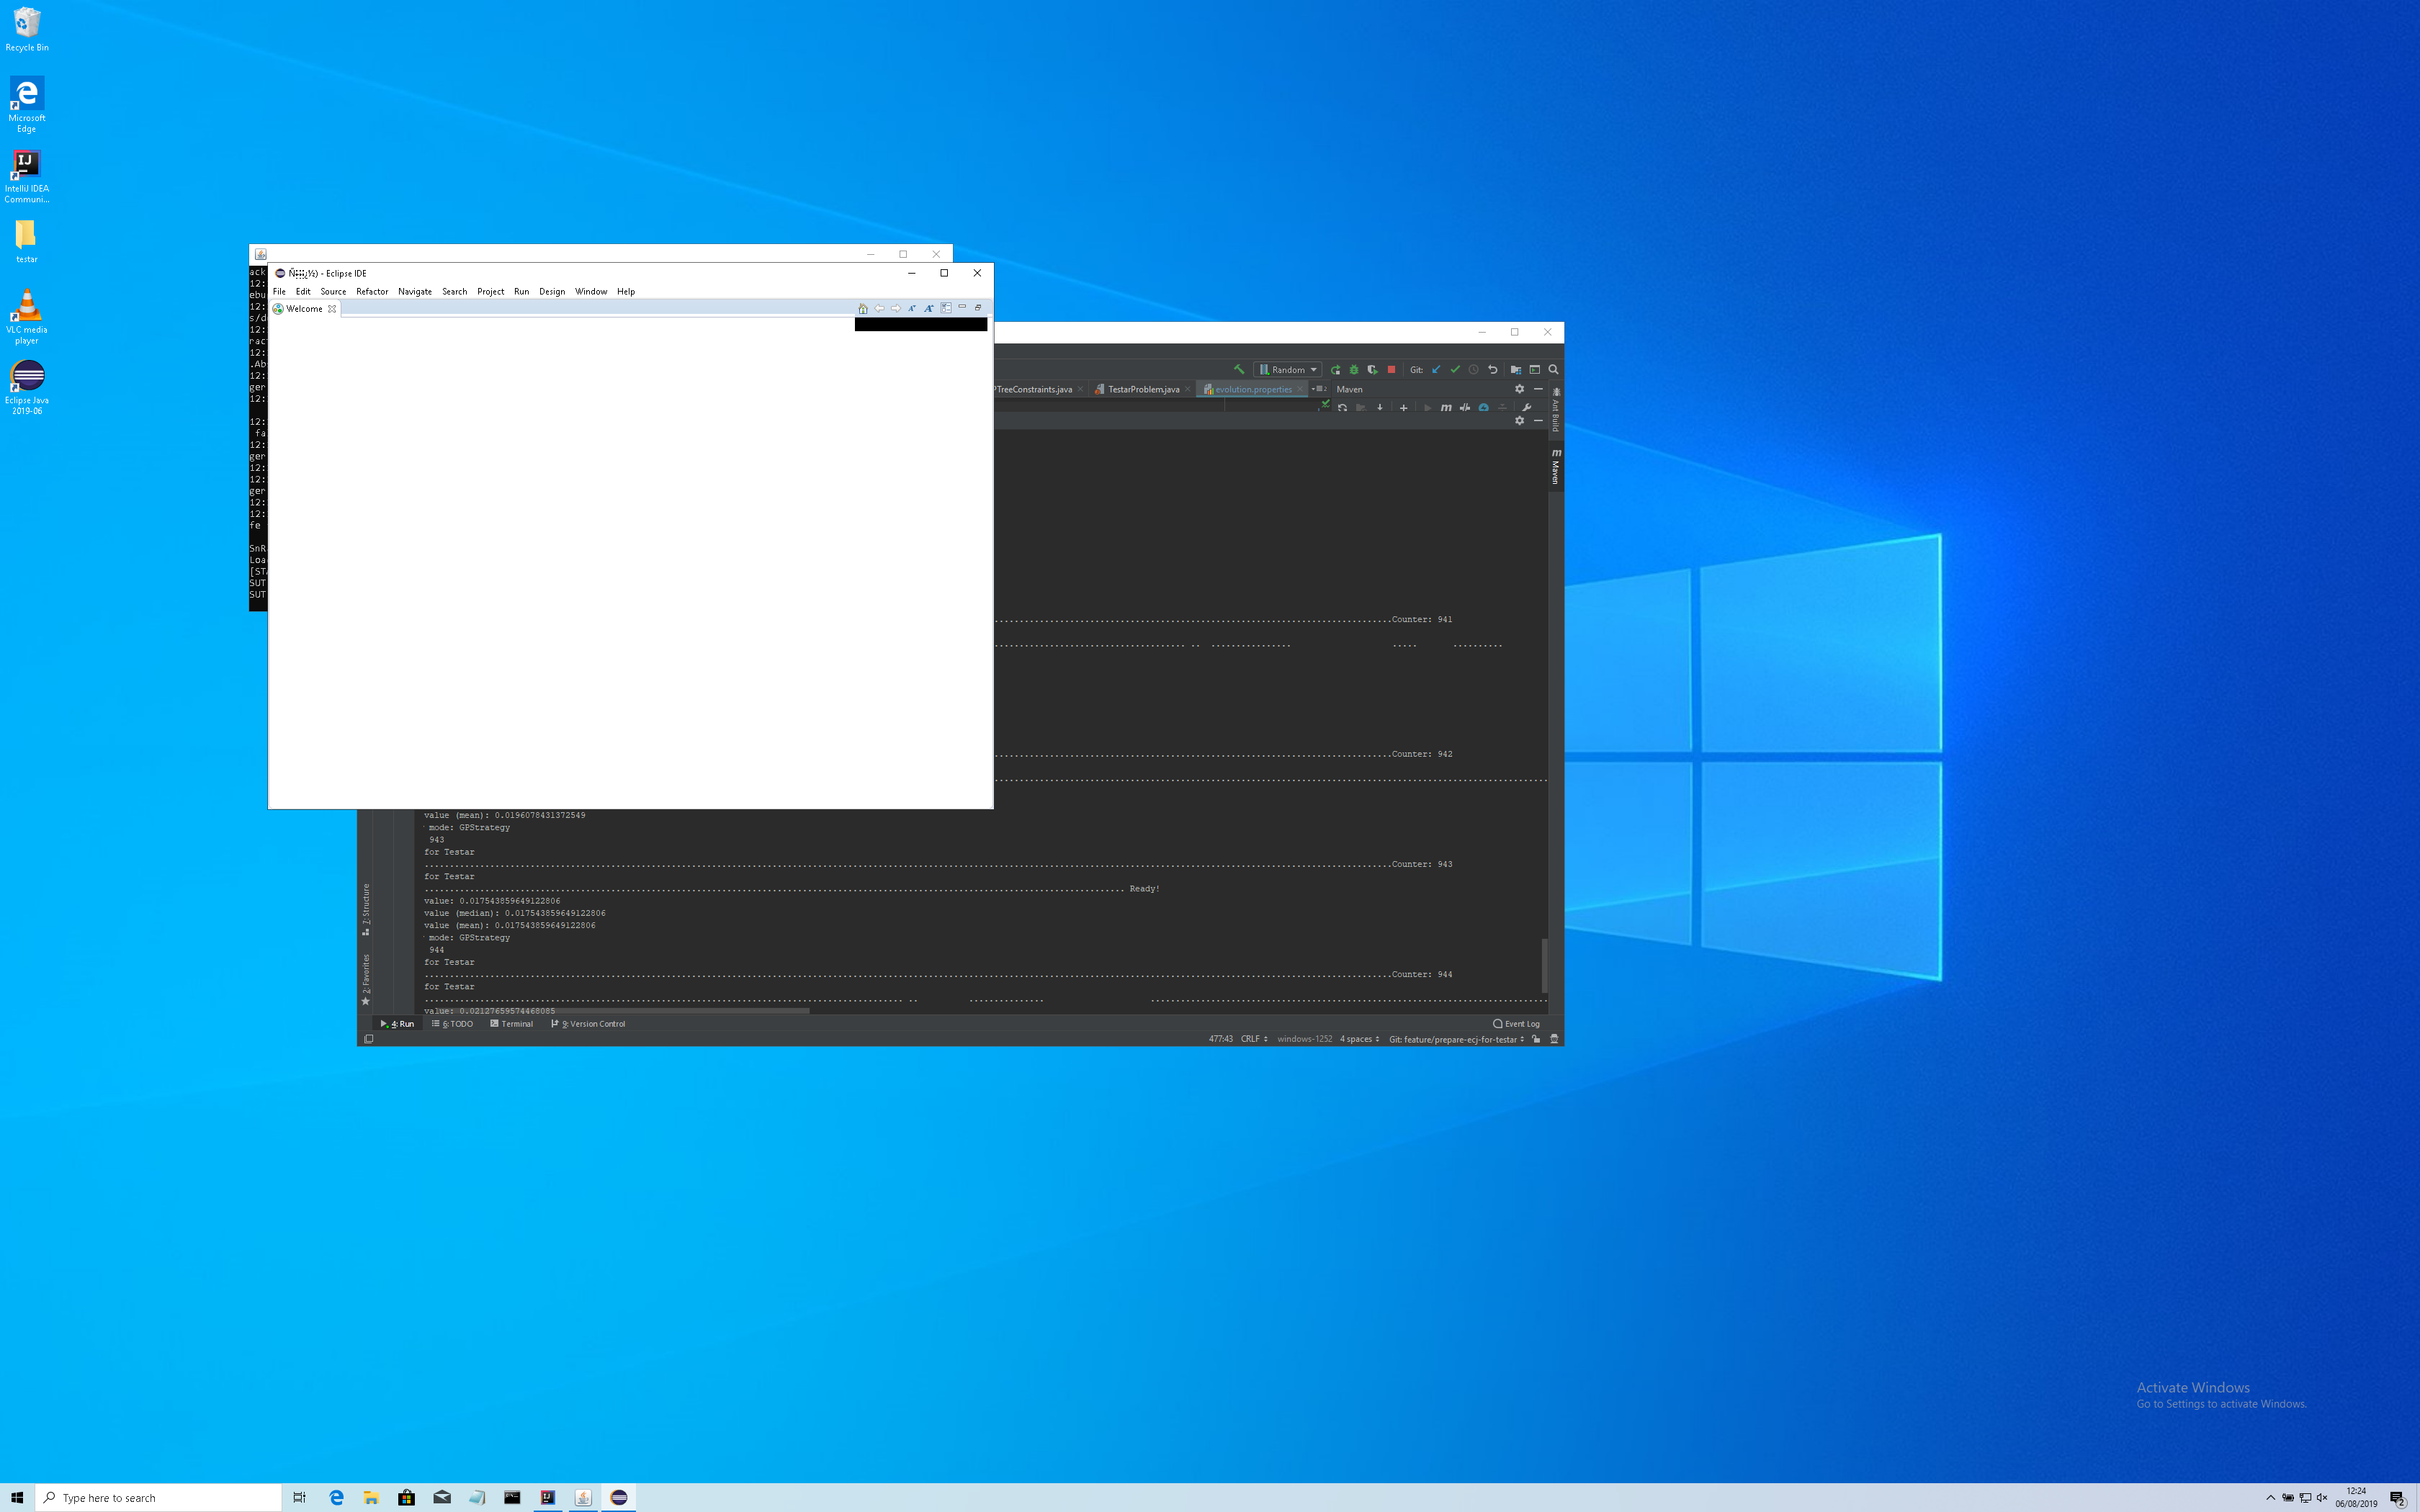 Recycle Bin
Microsoft
Edge
IntelliJ IDEA
Communi...
testar
VLC media
player
Eclipse Java
2019-06
- Eclipse IDE
File Edit Source Refactor Navigate Search Project Run Design Window Help
Welcome
ack
12:
ebu
12:
s/d
12:
rac
12:
.Ab
12:
ger
12:
12:
fa
12:
ger
12:
12:
ger
12:
12:
fe
SnR
Loa
[ST
SUT
SUT
Random
Git:
PTreeConstraints.java
TestarProblem.java
evolution.properties
Maven
Ant Build
m Maven
Counter: 941
Counter: 942
value (mean): 0.0196078431372549
mode: GPStrategy
943
for Testar
Counter: 943
for Testar
Ready!
value: 0.017543859649122806
value (median): 0.017543859649122806
value (mean): 0.017543859649122806
mode: GPStrategy
944
for Testar
Counter: 944
for Testar
value: 0.02127659574468085
7: Structure
2: Favorites
4: Run 6: TODO Terminal 9: Version Control
Event Log
477:43 CRLF windows-1252 4 spaces Git: feature/prepare-ecj-for-testar
Activate Windows
Go to Settings to activate Windows.
Type here to search
12:24
06/08/2019
2